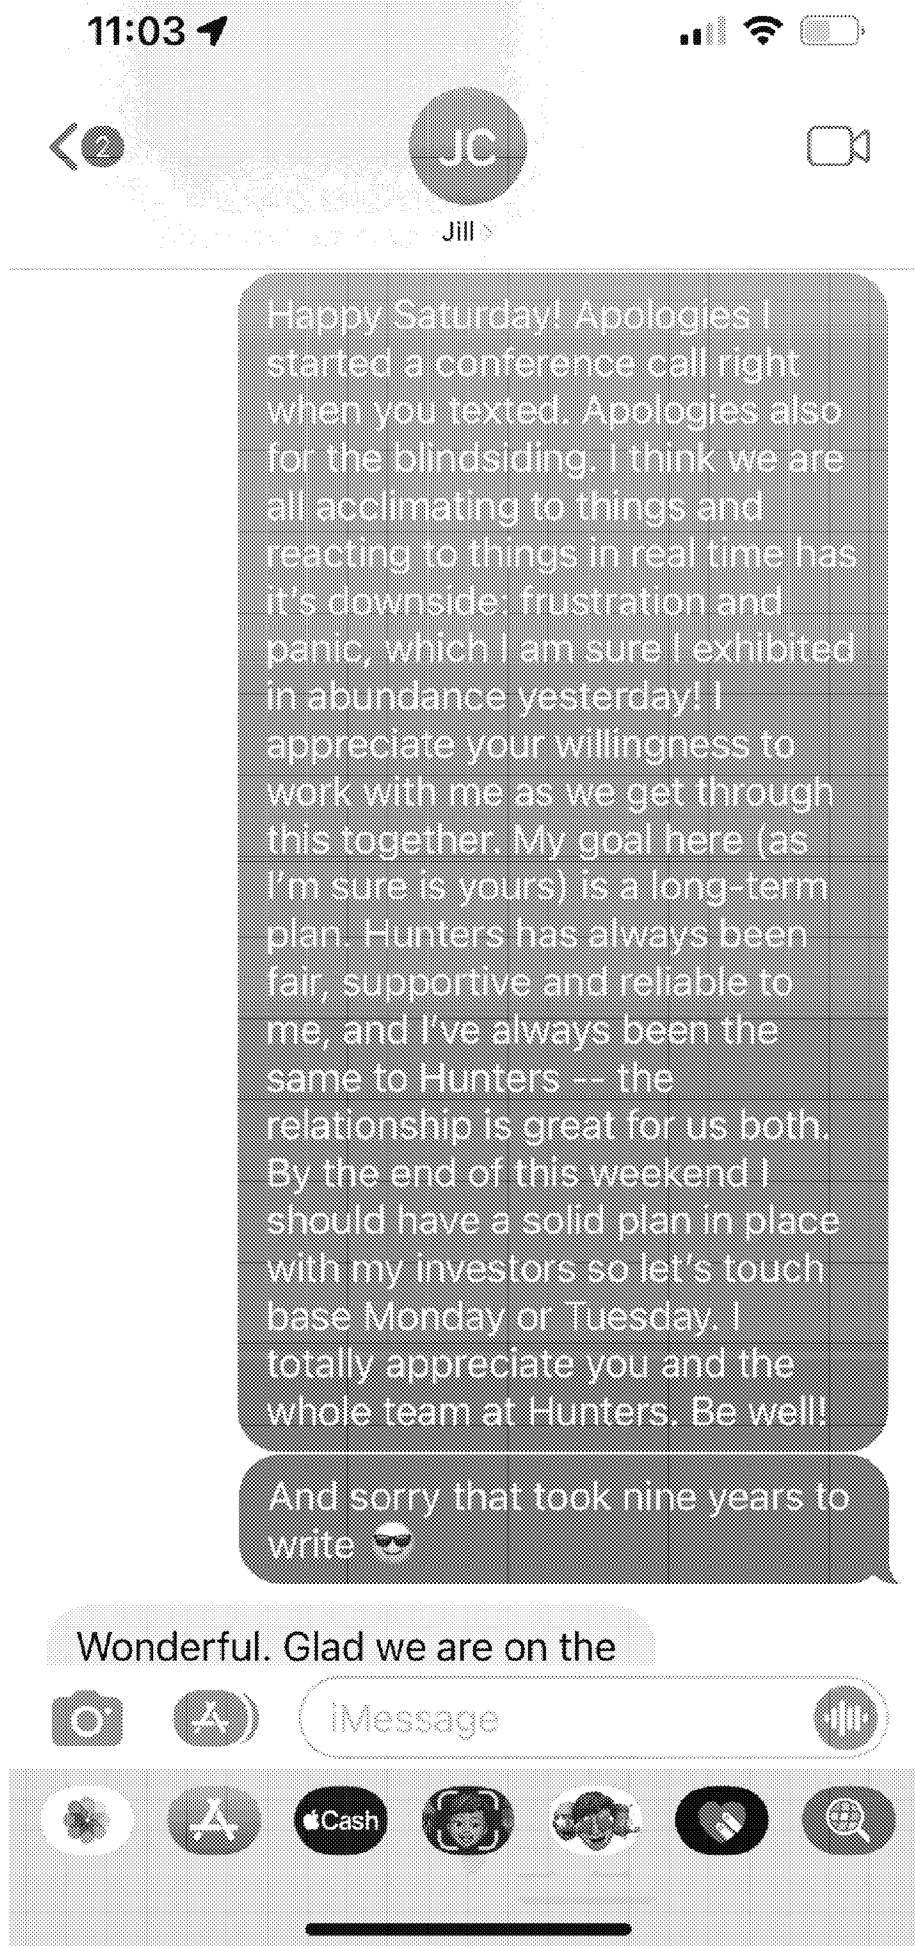 11:03
2
JC
Jill
Happy Saturday! Apologies I
started a conference call right
when you texted. Apologies also
for the blindsiding. I think we are
all acclimating to things and
reacting to things in real time has
it's downside: frustration and
panic, which I am sure I exhibited
in abundance yesterday! I
appreciate your willingness to
work with me as we get through
this together. My goal here (as
I'm sure is yours) is a long-term
plan. Hunters has always been
fair, supportive and reliable to
me, and I've always been the
same to Hunters -- the
relationship is great for us both.
By the end of this weekend I
should have a solid plan in place
with my investors so let's touch
base Monday or Tuesday. I
totally appreciate you and the
whole team at Hunters. Be well!
And sorry that took nine years to
write 😎
Wonderful. Glad we are on the
iMessage
Cash